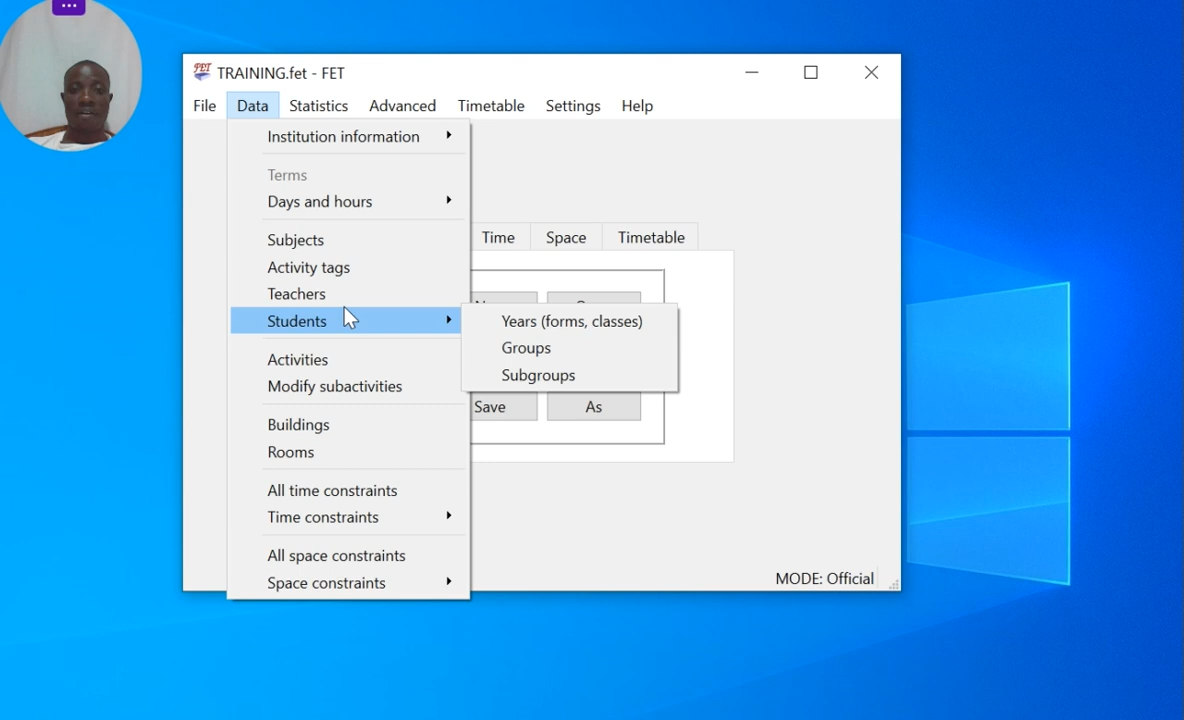 TRAINING.fet - FET
File Data Statistics Advanced Timetable Settings Help
Institution information
Terms
Days and hours
Subjects
Activity tags
Teachers
Students
Activities
Modify subactivities
Buildings
Rooms
All time constraints
Time constraints
All space constraints
Space constraints
Years (forms, classes)
Groups
Subgroups
Time Space Timetable
Save As
MODE: Official